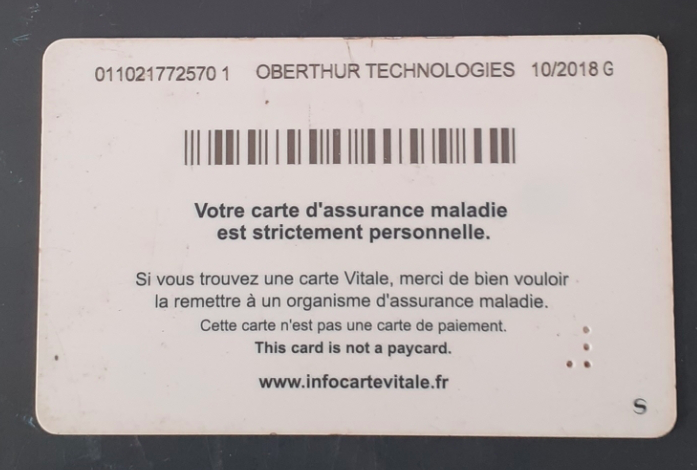 011021772570 1 OBERTHUR TECHNOLOGIES 10/2018 G
Votre carte d'assurance maladie
est strictement personnelle.
Si vous trouvez une carte Vitale, merci de bien vouloir
la remettre à un organisme d'assurance maladie.
Cette carte n'est pas une carte de paiement.
This card is not a paycard.
www.infocartevitale.fr
S